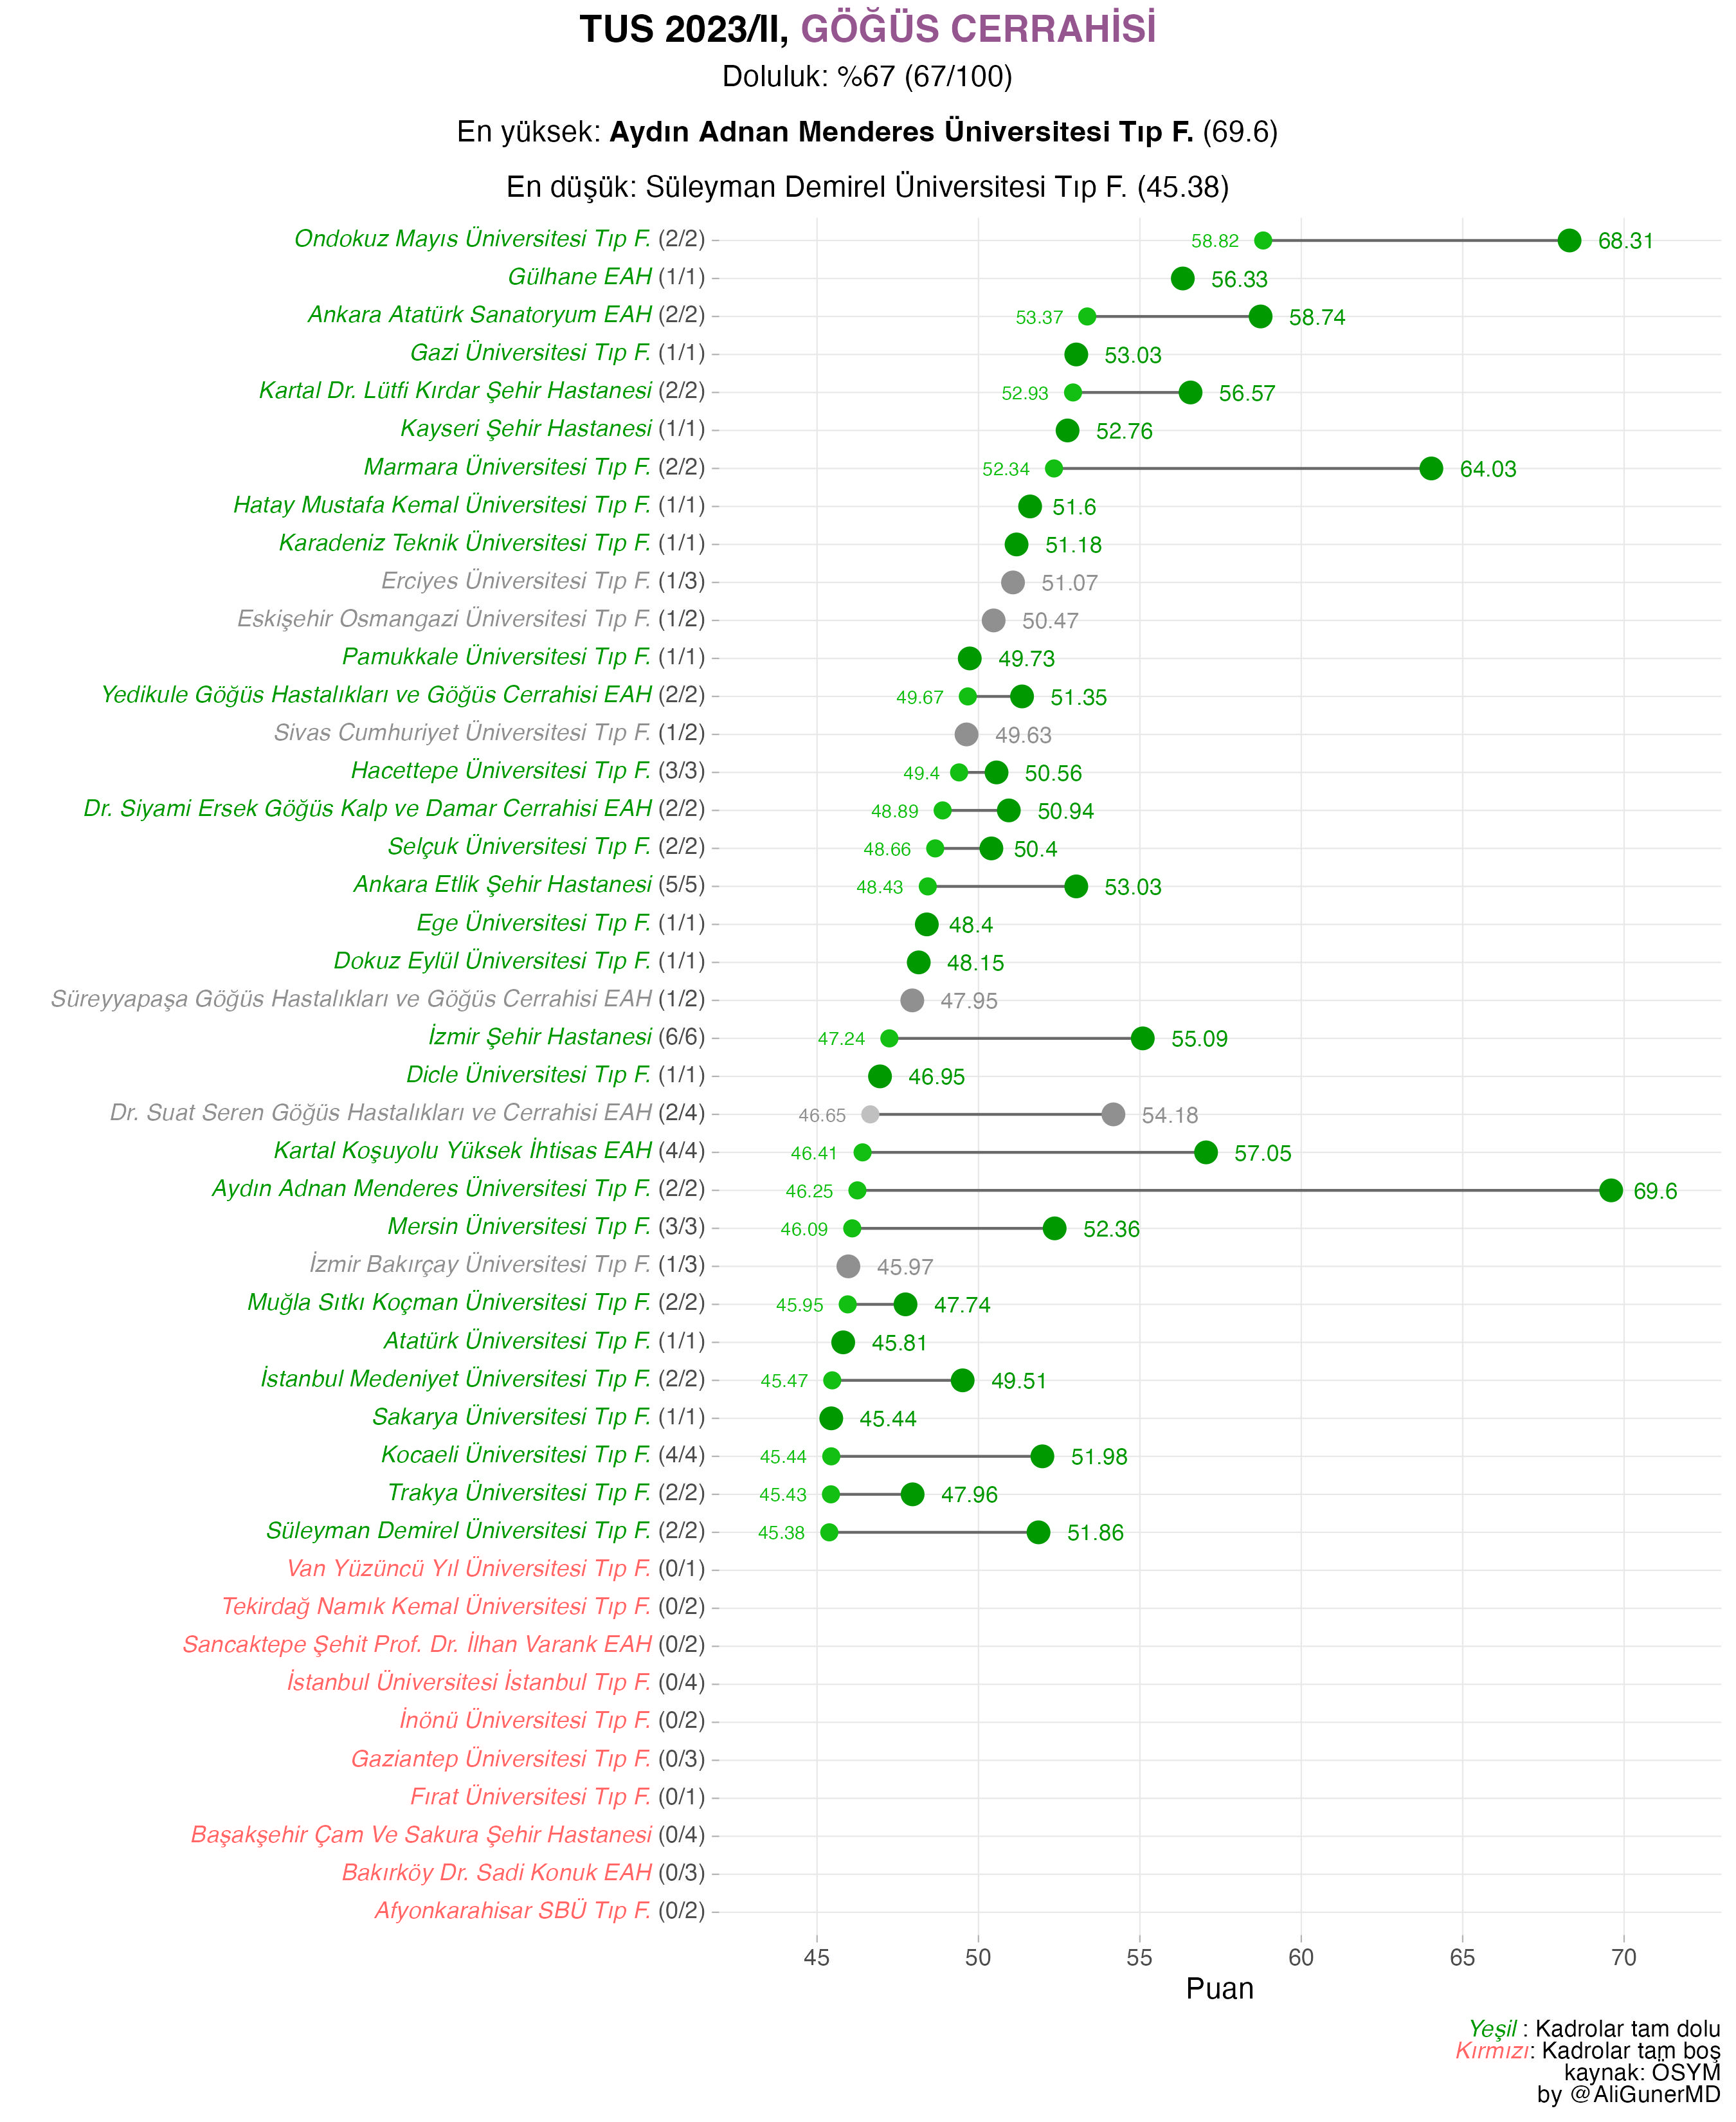 TUS 2023/II, GÖĞÜS CERRAHİSİ
Doluluk: %67 (67/100)
En yüksek: Aydın Adnan Menderes Üniversitesi Tıp F. (69.6)
En düşük: Süleyman Demirel Üniversitesi Tıp F. (45.38)
Ondokuz Mayıs Üniversitesi Tıp F. (2/2) 58.82 68.31
Gülhane EAH (1/1) 56.33
Ankara Atatürk Sanatoryum EAH (2/2) 53.37 58.74
Gazi Üniversitesi Tıp F. (1/1) 53.03
Kartal Dr. Lütfi Kırdar Şehir Hastanesi (2/2) 52.93 56.57
Kayseri Şehir Hastanesi (1/1) 52.76
Marmara Üniversitesi Tıp F. (2/2) 52.34 64.03
Hatay Mustafa Kemal Üniversitesi Tıp F. (1/1) 51.6
Karadeniz Teknik Üniversitesi Tıp F. (1/1) 51.18
Erciyes Üniversitesi Tıp F. (1/3) 51.07
Eskişehir Osmangazi Üniversitesi Tıp F. (1/2) 50.47
Pamukkale Üniversitesi Tıp F. (1/1) 49.73
Yedikule Göğüs Hastalıkları ve Göğüs Cerrahisi EAH (2/2) 49.67 51.35
Sivas Cumhuriyet Üniversitesi Tıp F. (1/2) 49.63
Hacettepe Üniversitesi Tıp F. (3/3) 49.4 50.56
Dr. Siyami Ersek Göğüs Kalp ve Damar Cerrahisi EAH (2/2) 48.89 50.94
Selçuk Üniversitesi Tıp F. (2/2) 48.66 50.4
Ankara Etlik Şehir Hastanesi (5/5) 48.43 53.03
Ege Üniversitesi Tıp F. (1/1) 48.4
Dokuz Eylül Üniversitesi Tıp F. (1/1) 48.15
Süreyyapaşa Göğüs Hastalıkları ve Göğüs Cerrahisi EAH (1/2) 47.95
İzmir Şehir Hastanesi (6/6) 47.24 55.09
Dicle Üniversitesi Tıp F. (1/1) 46.95
Dr. Suat Seren Göğüs Hastalıkları ve Cerrahisi EAH (2/4) 46.65 54.18
Kartal Koşuyolu Yüksek İhtisas EAH (4/4) 46.41 57.05
Aydın Adnan Menderes Üniversitesi Tıp F. (2/2) 46.25 69.6
Mersin Üniversitesi Tıp F. (3/3) 46.09 52.36
İzmir Bakırçay Üniversitesi Tıp F. (1/3) 45.97
Muğla Sıtkı Koçman Üniversitesi Tıp F. (2/2) 45.95 47.74
Atatürk Üniversitesi Tıp F. (1/1) 45.81
İstanbul Medeniyet Üniversitesi Tıp F. (2/2) 45.47 49.51
Sakarya Üniversitesi Tıp F. (1/1) 45.44
Kocaeli Üniversitesi Tıp F. (4/4) 45.44 51.98
Trakya Üniversitesi Tıp F. (2/2) 45.43 47.96
Süleyman Demirel Üniversitesi Tıp F. (2/2) 45.38 51.86
Van Yüzüncü Yıl Üniversitesi Tıp F. (0/1)
Tekirdağ Namık Kemal Üniversitesi Tıp F. (0/2)
Sancaktepe Şehit Prof. Dr. İlhan Varank EAH (0/2)
İstanbul Üniversitesi İstanbul Tıp F. (0/4)
İnönü Üniversitesi Tıp F. (0/2)
Gaziantep Üniversitesi Tıp F. (0/3)
Fırat Üniversitesi Tıp F. (0/1)
Başakşehir Çam Ve Sakura Şehir Hastanesi (0/4)
Bakırköy Dr. Sadi Konuk EAH (0/3)
Afyonkarahisar SBÜ Tıp F. (0/2)
45 50 55 60 65 70
Puan
Yeşil : Kadrolar tam dolu
Kırmızı: Kadrolar tam boş
kaynak: ÖSYM
by @AliGunerMD